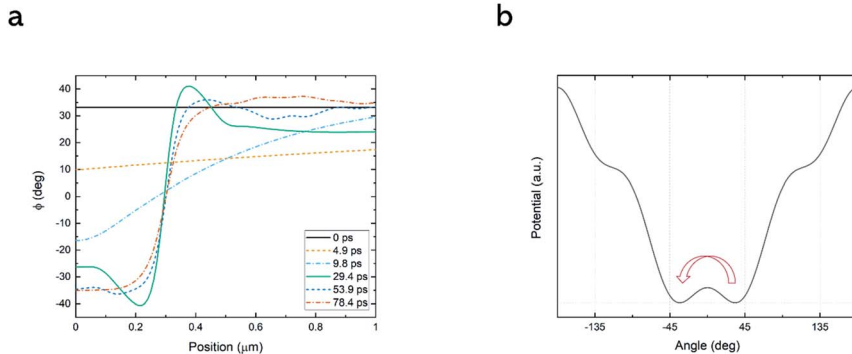 a
b
40
30
20
10
0
-10
-20
-30
-40
ϕ (deg)
0 ps
4.9 ps
9.8 ps
29.4 ps
53.9 ps
78.4 ps
0 0.2 0.4 0.6 0.8 1
Position (μm)
Potential (a.u.)
-135 -45 45 135
Angle (deg)